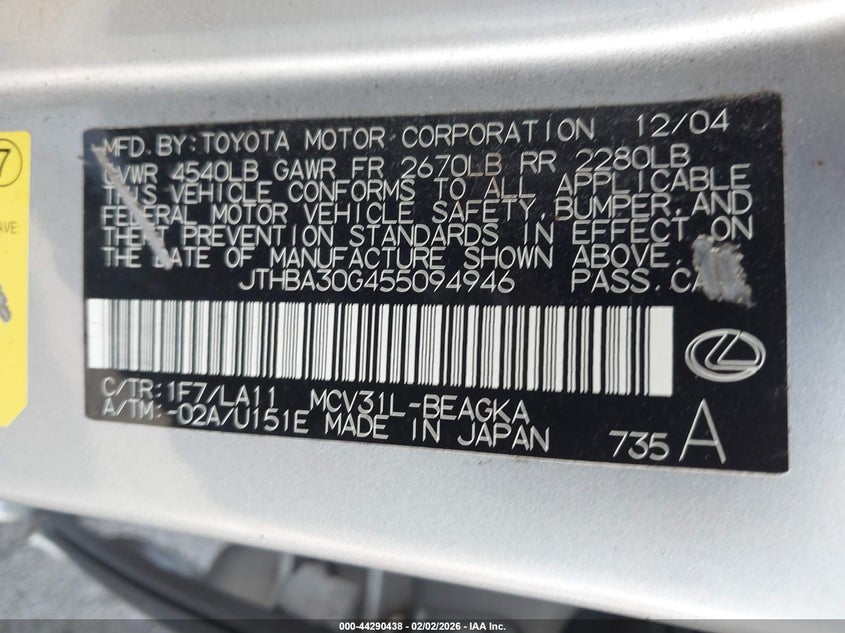 7
AVE:
MFD. BY: TOYOTA MOTOR CORPORATION 12/04
GVWR 4540LB GAWR FR 2670LB RR 2280LB
THIS VEHICLE CONFORMS TO ALL APPLICABLE
FEDERAL MOTOR VEHICLE SAFETY, BUMPER, AND
THEFT PREVENTION STANDARDS IN EFFECT ON
THE DATE OF MANUFACTURE SHOWN ABOVE.
JTHBA30G455094946 PASS. CAR
C/TR: 1F7/LA11 MCV31L-BEAGKA
A/TM: -02A/U151E MADE IN JAPAN 735 A
000-44290438 - 02/02/2026 - IAA Inc.